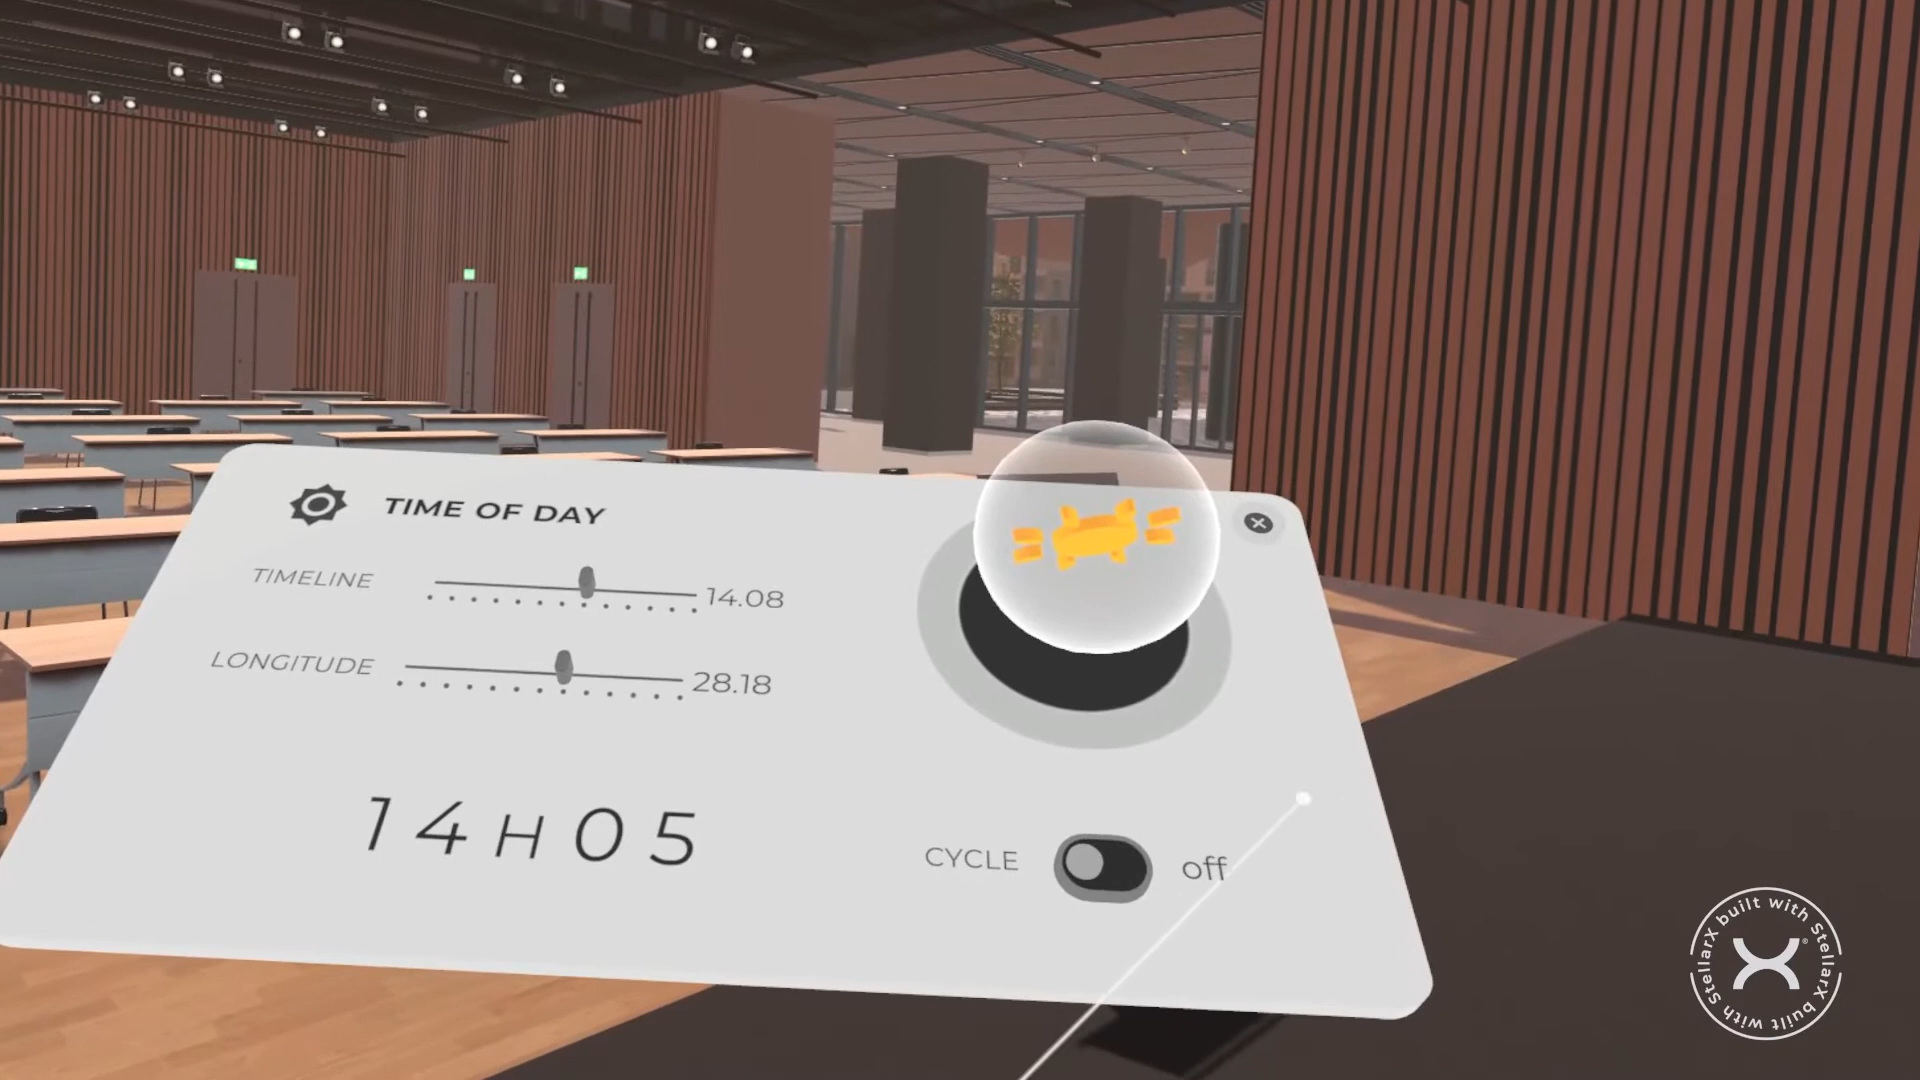 TIME OF DAY
TIMELINE 14.08
LONGITUDE 28.18
14H05
CYCLE off
built with StellarX built with StellarX